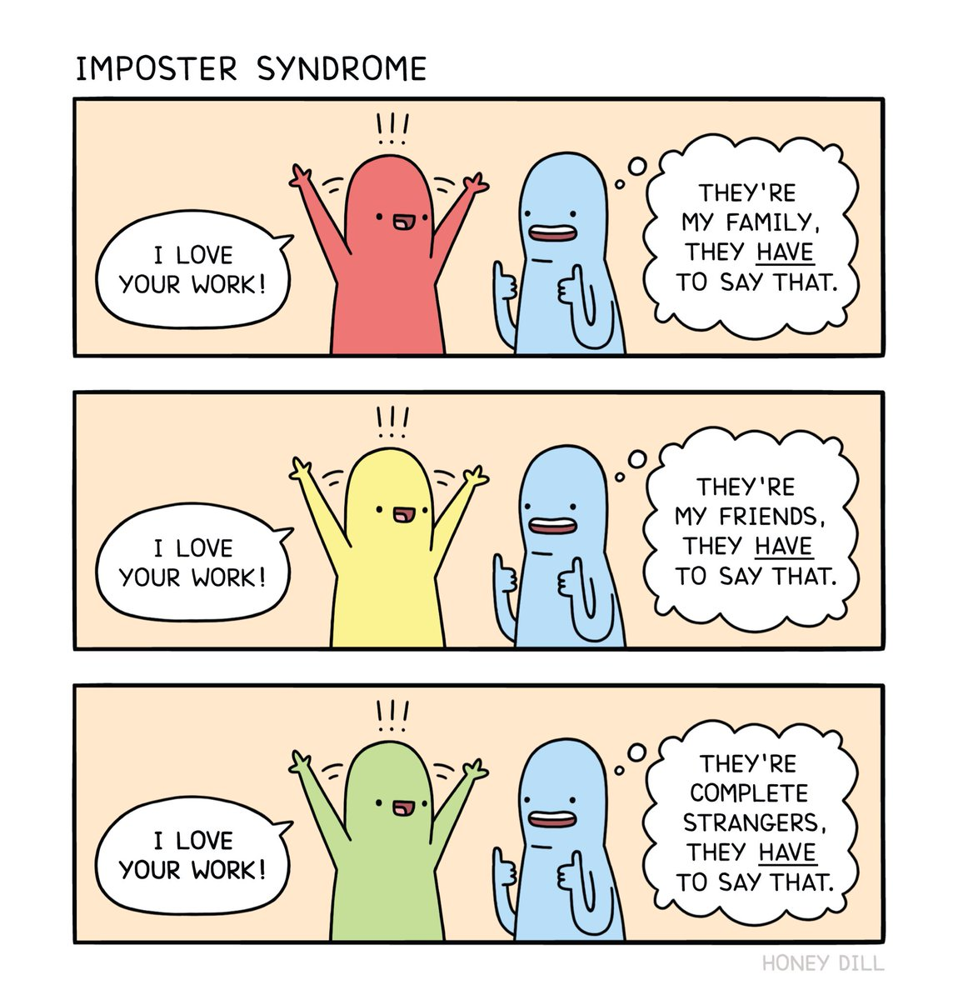 IMPOSTER SYNDROME
!!!
I LOVE
YOUR WORK!
THEY'RE
MY FAMILY,
THEY HAVE
TO SAY THAT.
!!!
I LOVE
YOUR WORK!
THEY'RE
MY FRIENDS,
THEY HAVE
TO SAY THAT.
!!!
I LOVE
YOUR WORK!
THEY'RE
COMPLETE
STRANGERS,
THEY HAVE
TO SAY THAT.
HONEY DILL